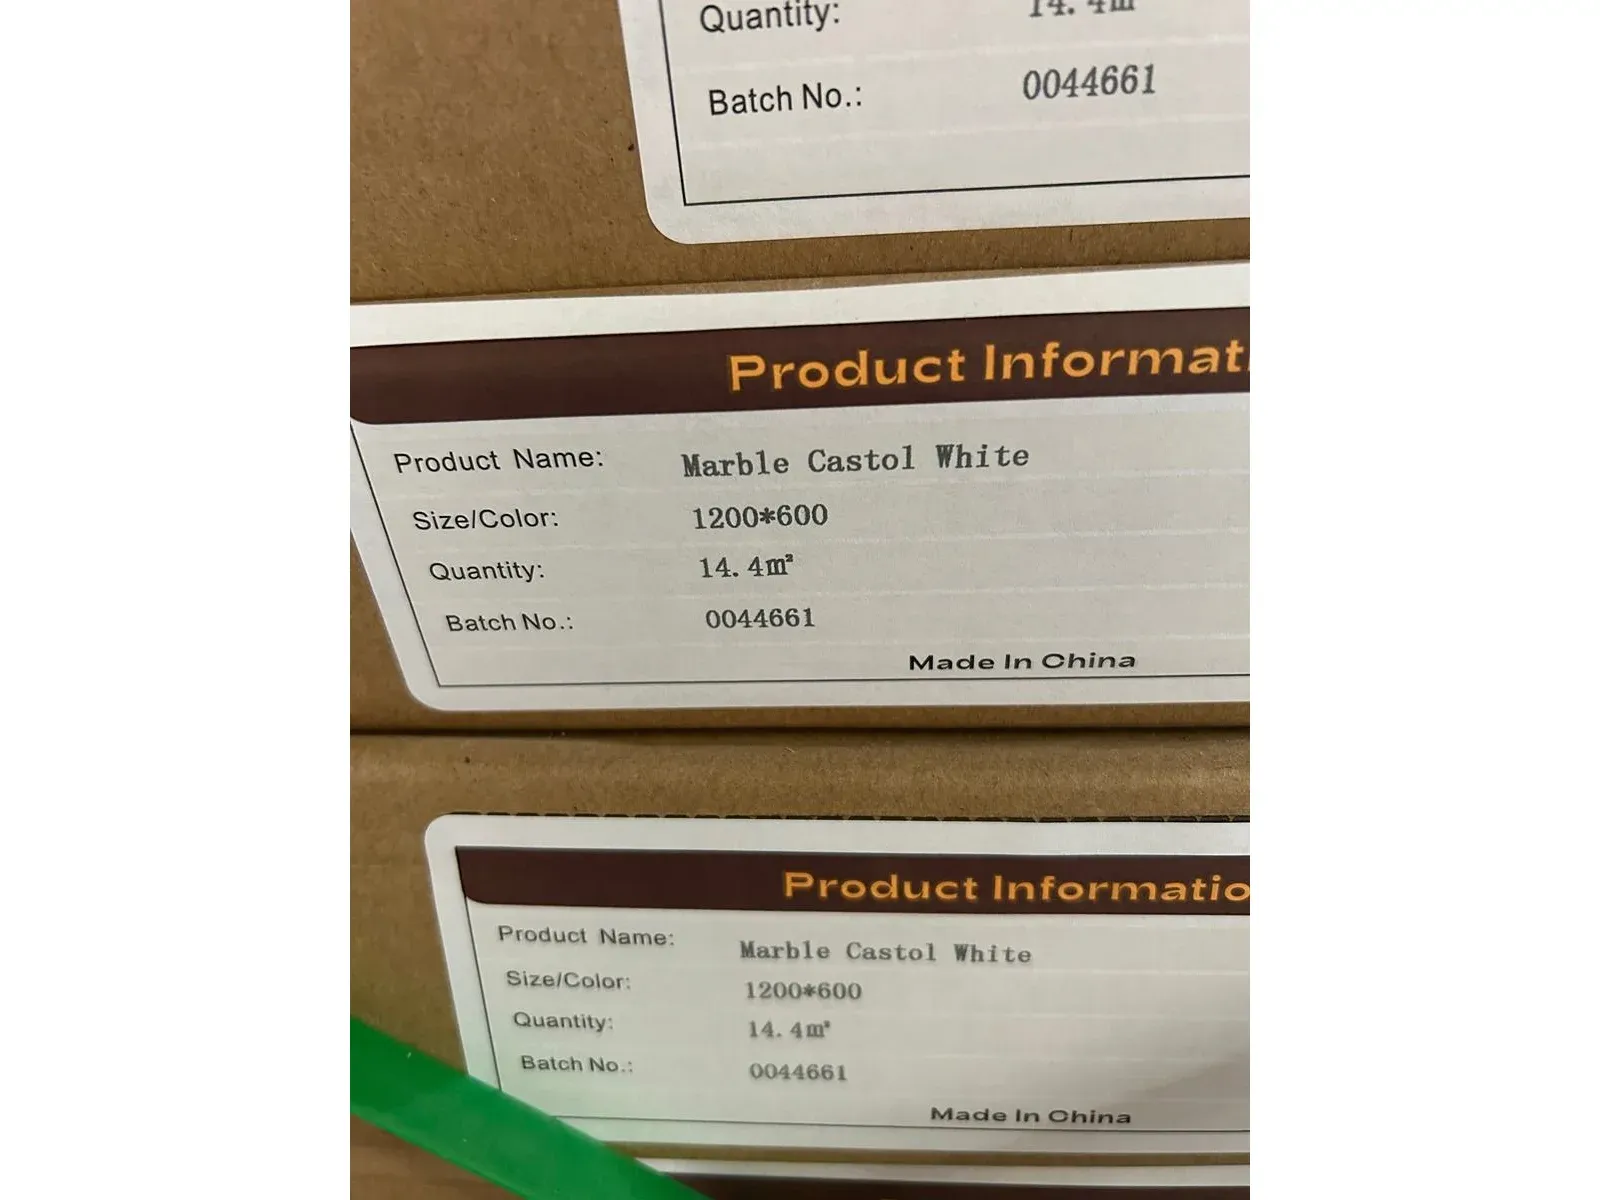 Quantity: 14.4m
Batch No.: 0044661
Product Informat
Product Name: Marble Castol White
Size/Color: 1200*600
Quantity: 14.4m²
Batch No.: 0044661
Made In China
Product Informatio
Product Name: Marble Castol White
Size/Color: 1200*600
Quantity: 14.4m²
Batch No.: 0044661
Made In China